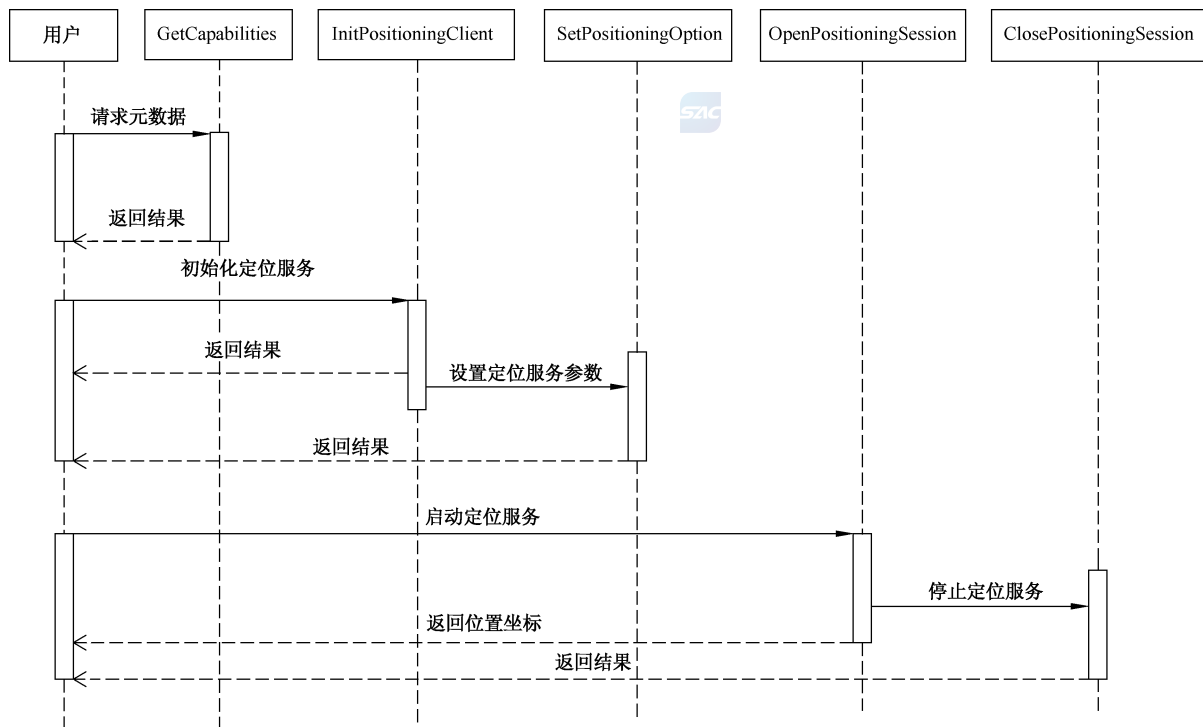 用户
GetCapabilities
InitPositioningClient
SetPositioningOption
OpenPositioningSession
ClosePositioningSession
SAC
请求元数据
返回结果
初始化定位服务
返回结果
设置定位服务参数
返回结果
启动定位服务
停止定位服务
返回位置坐标
返回结果